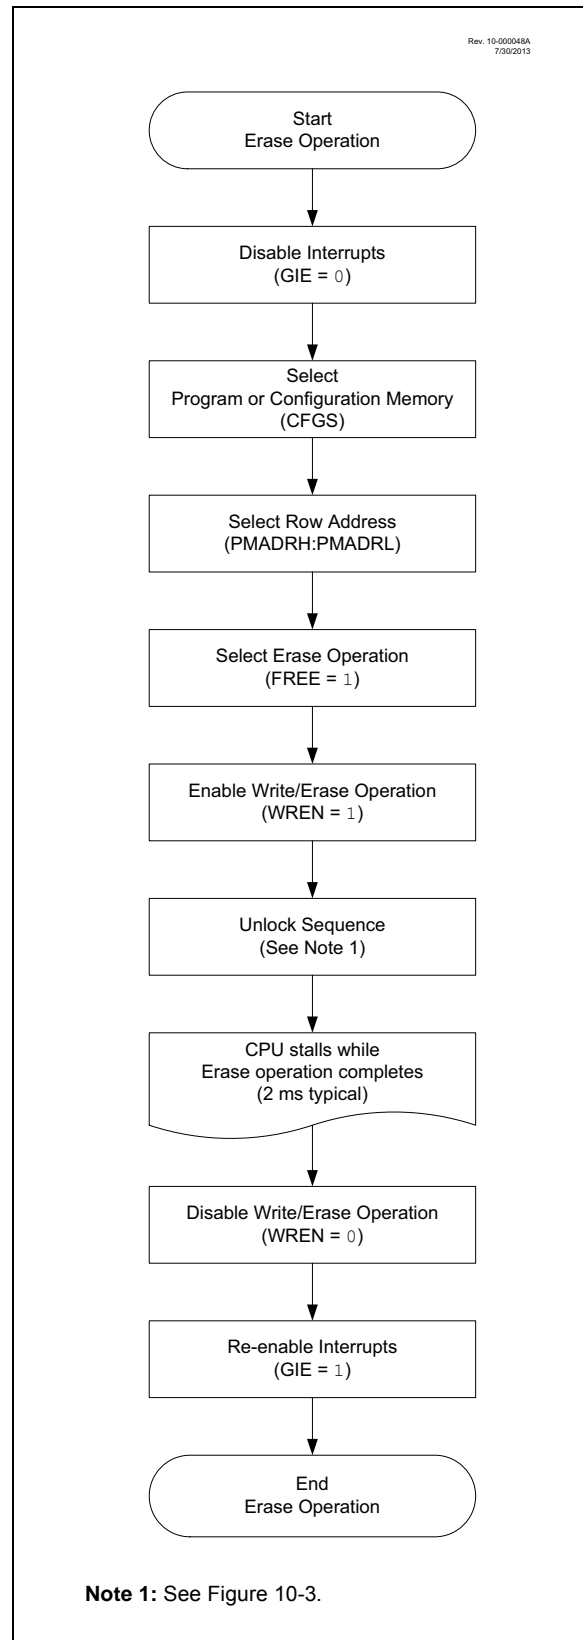 Rev. 10-000048A
7/30/2013
Start
Erase Operation
Disable Interrupts
(GIE = 0)
Select
Program or Configuration Memory
(CFGS)
Select Row Address
(PMADRH:PMADRL)
Select Erase Operation
(FREE = 1)
Enable Write/Erase Operation
(WREN = 1)
Unlock Sequence
(See Note 1)
CPU stalls while
Erase operation completes
(2 ms typical)
Disable Write/Erase Operation
(WREN = 0)
Re-enable Interrupts
(GIE = 1)
End
Erase Operation
Note 1: See Figure 10-3.